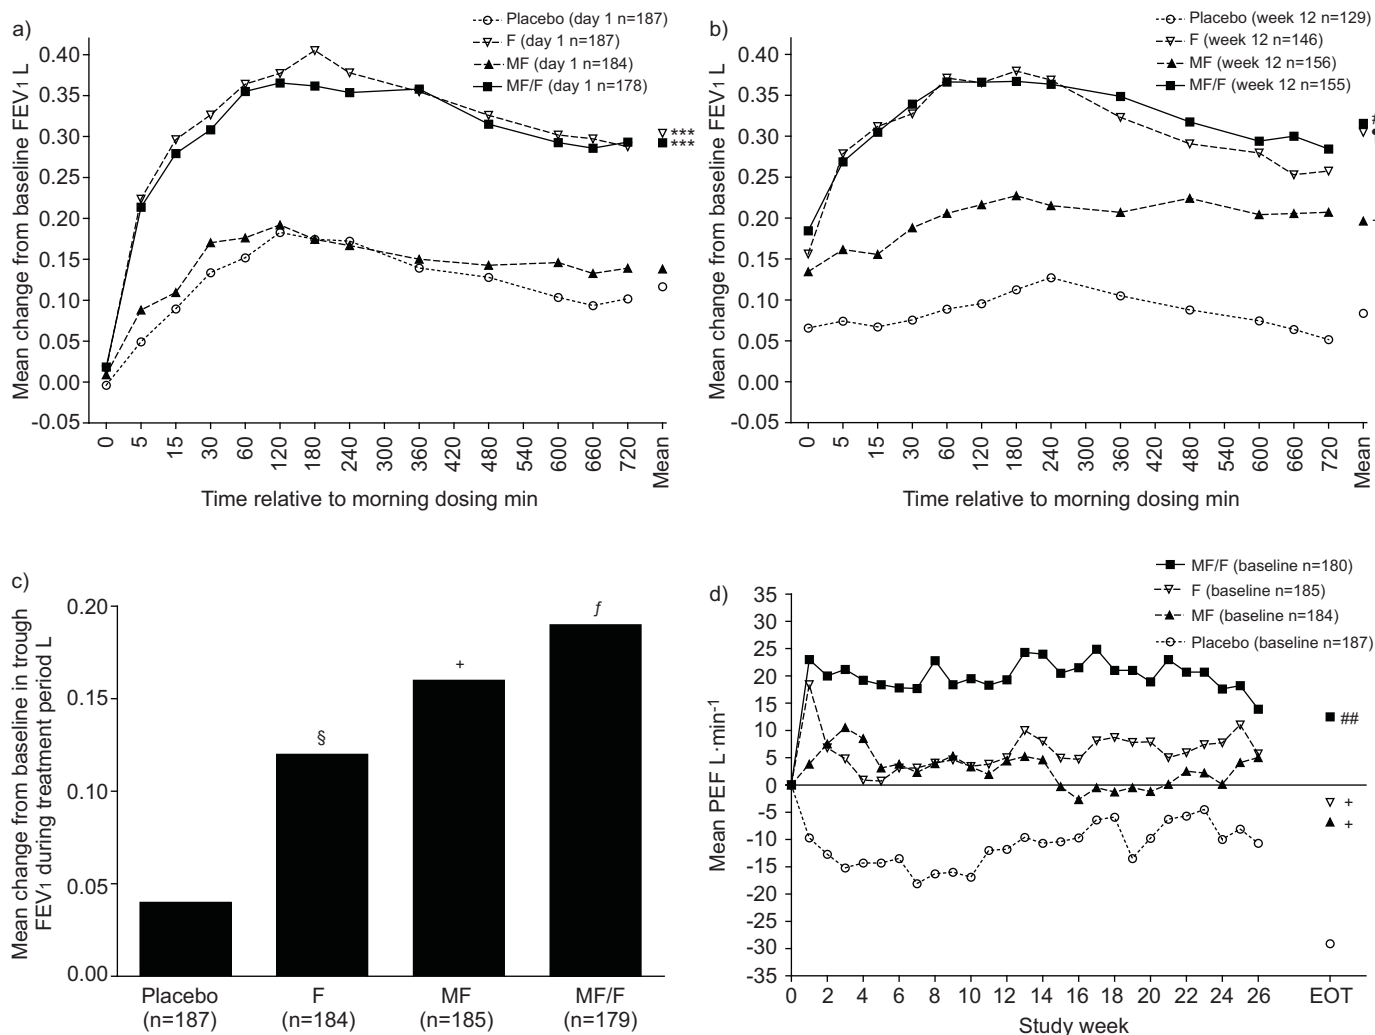 a)
Placebo (day 1 n=187)
F (day 1 n=187)
MF (day 1 n=184)
MF/F (day 1 n=178)
Mean change from baseline FEV1 L
0.40
0.35
0.30
0.25
0.20
0.15
0.10
0.05
0.00
-0.05
***
***
0 5 15 30 60 120 180 240 300 360 420 480 540 600 660 720 Mean
Time relative to morning dosing min
b)
Placebo (week 12 n=129)
F (week 12 n=146)
MF (week 12 n=156)
MF/F (week 12 n=155)
Mean change from baseline FEV1 L
0.40
0.35
0.30
0.25
0.20
0.15
0.10
0.05
0.00
-0.05
0 5 15 30 60 120 180 240 300 360 420 480 540 600 660 720 Mean
Time relative to morning dosing min
c)
Mean change from baseline in trough
FEV1 during treatment period L
0.20
0.15
0.10
0.05
0.00
§
+
ƒ
Placebo F MF MF/F
(n=187) (n=184) (n=185) (n=179)
d)
MF/F (baseline n=180)
F (baseline n=185)
MF (baseline n=184)
Placebo (baseline n=187)
Mean PEF L·min-1
35
30
25
20
15
10
5
0
-5
-10
-15
-20
-25
-30
-35
##
+
+
0 2 4 6 8 10 12 14 16 18 20 22 24 26 EOT
Study week